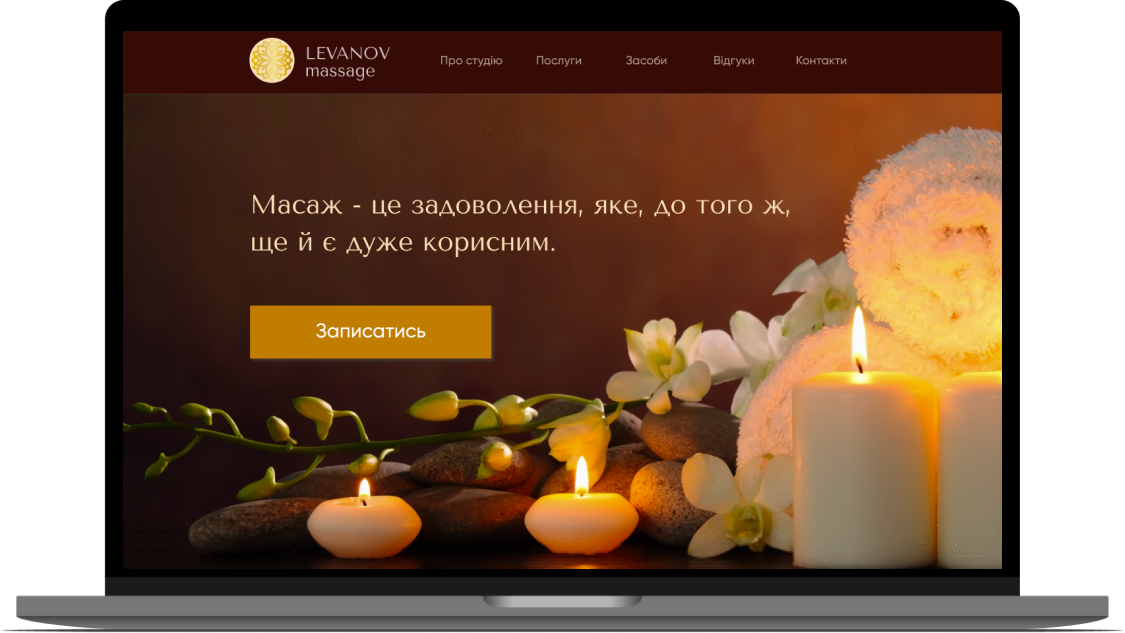 LEVANOV
massage
Про студію Послуги Засоби Відгуки Контакти
Масаж - це задоволення, яке, до того ж,
ще й є дуже корисним.
Записатись